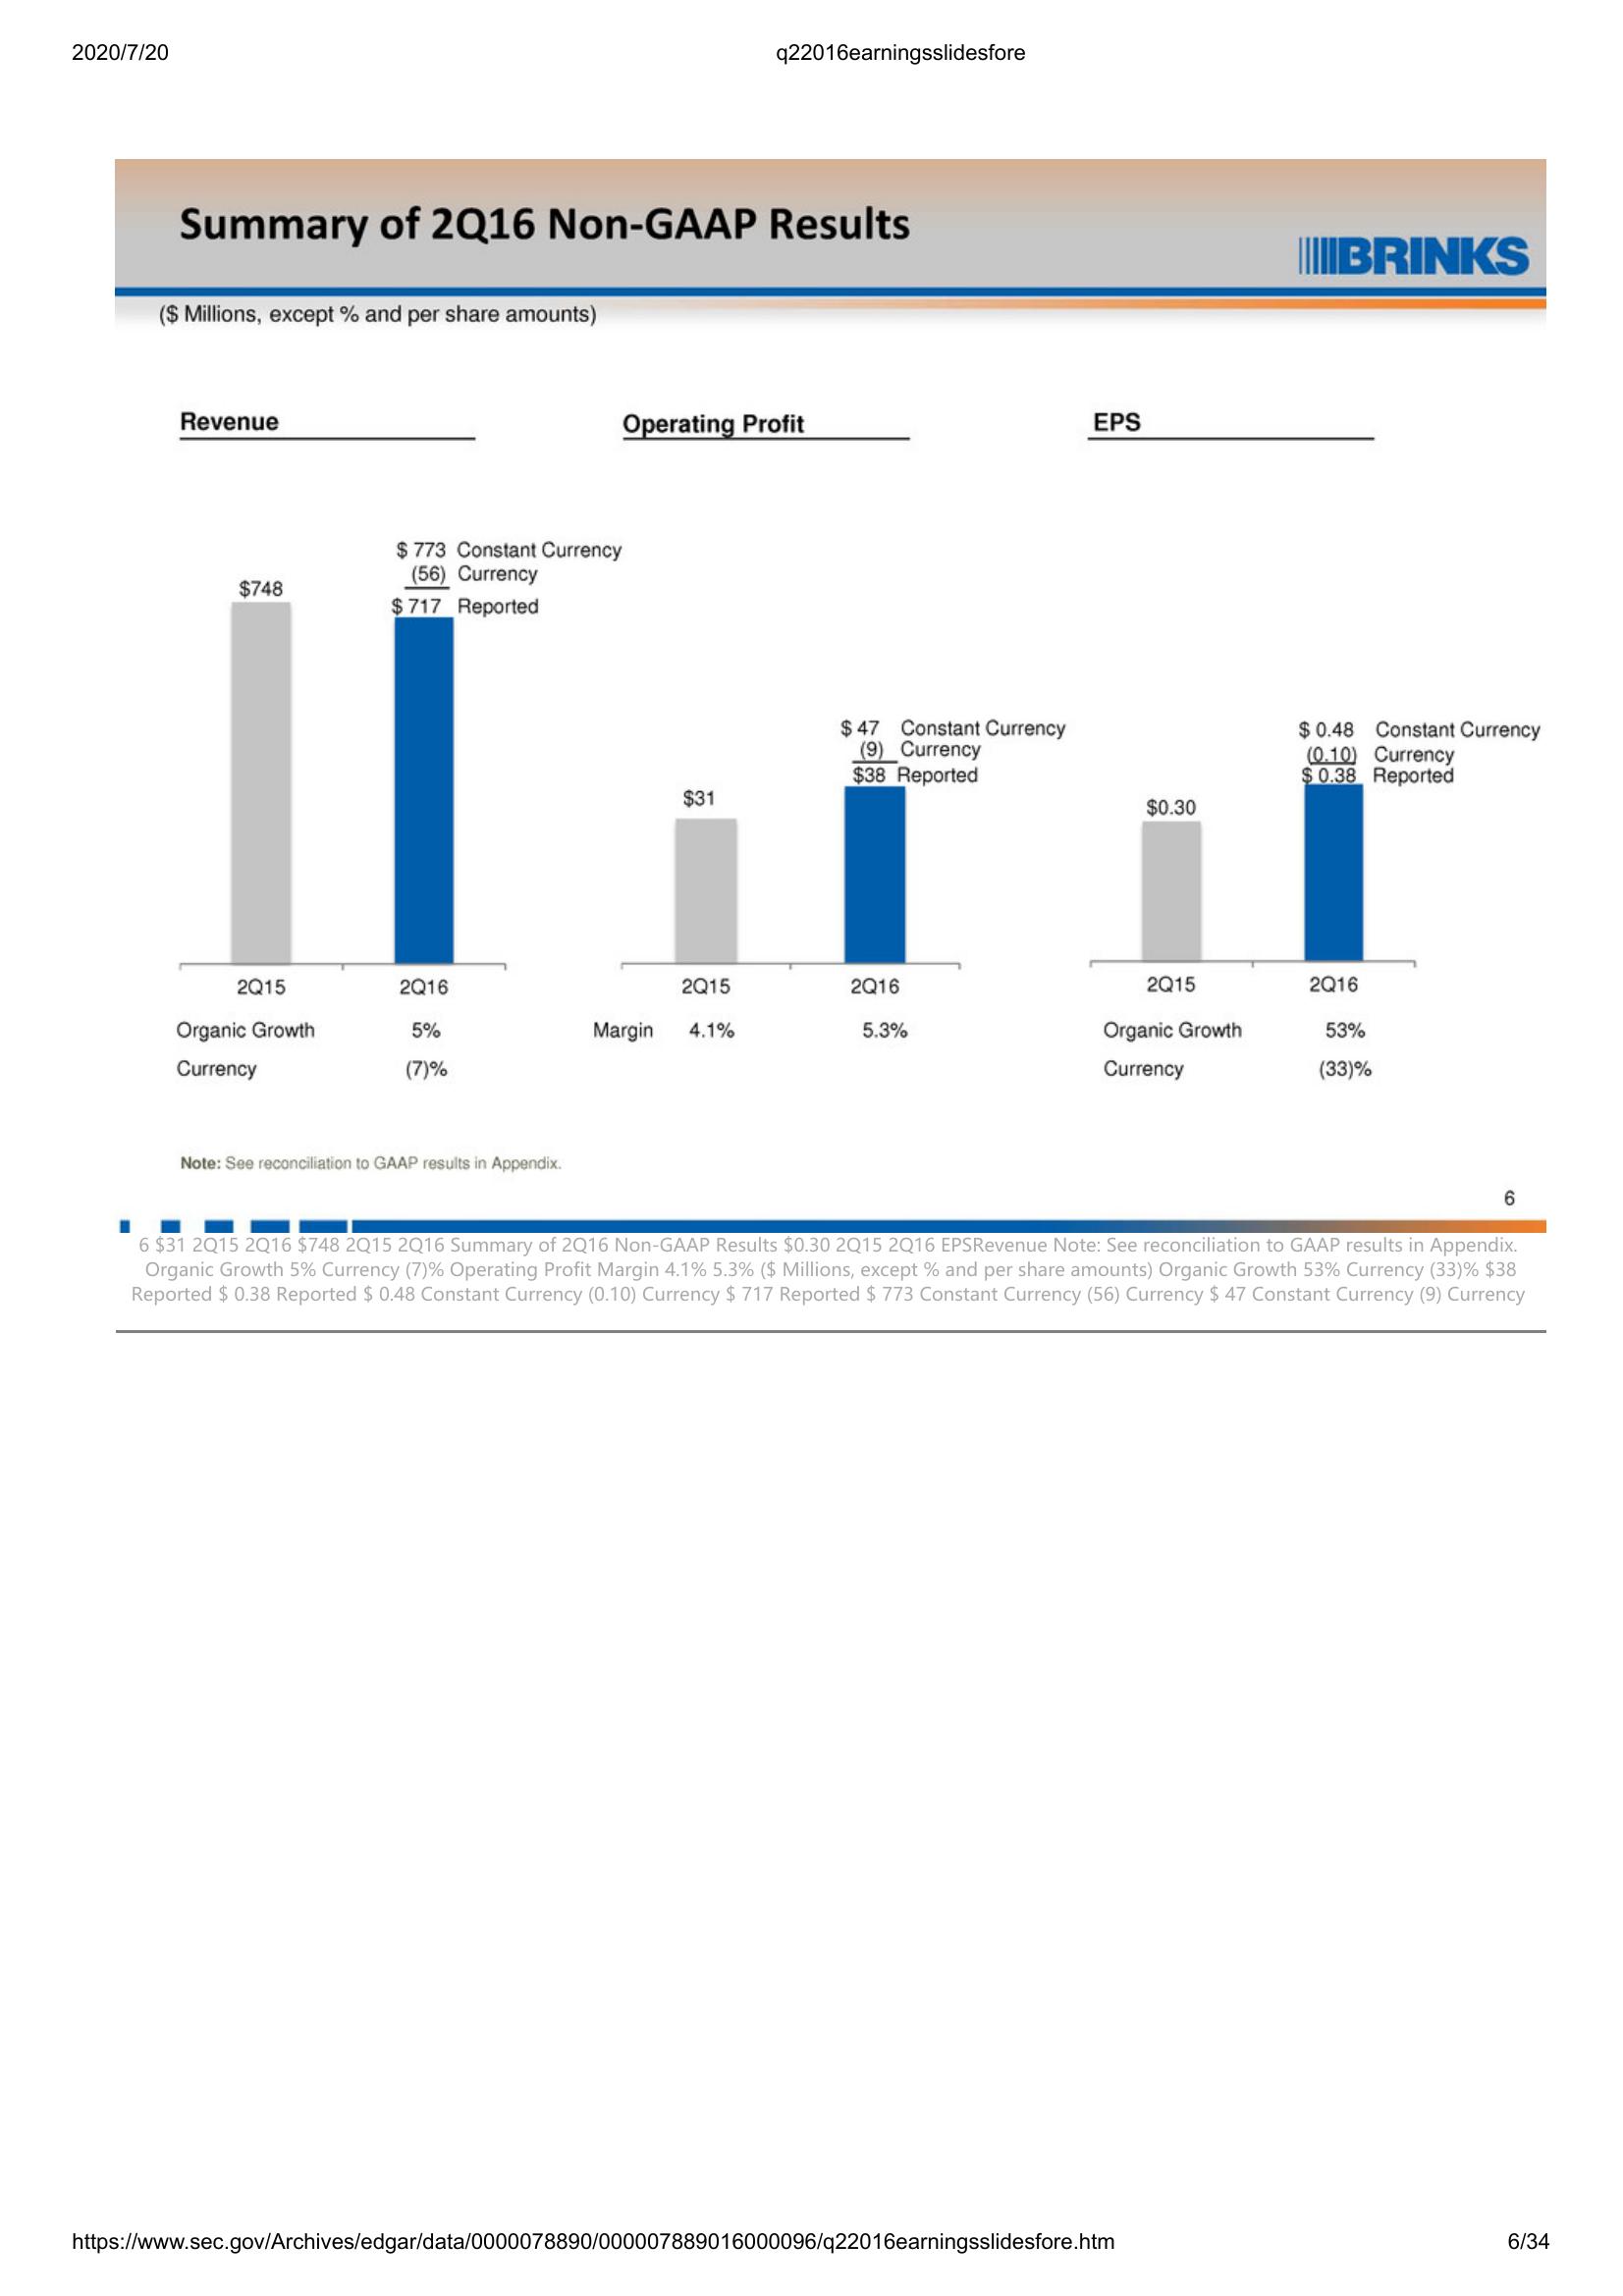 2020/7/20 q22016earningsslidesfore
Summary of 2Q16 Non-GAAP Results
BRINKS
($ Millions, except % and per share amounts)
Revenue
$748
$ 773 Constant Currency
(56) Currency
$ 717 Reported
2Q15 2Q16
Organic Growth 5%
Currency (7)%
Operating Profit
$31
$ 47 Constant Currency
(9) Currency
$38 Reported
2Q15 2Q16
Margin 4.1% 5.3%
EPS
$0.30
$ 0.48 Constant Currency
(0.10) Currency
$ 0.38 Reported
2Q15 2Q16
Organic Growth 53%
Currency (33)%
Note: See reconciliation to GAAP results in Appendix.
6
6 $31 2Q15 2Q16 $748 2Q15 2Q16 Summary of 2Q16 Non-GAAP Results $0.30 2Q15 2Q16 EPSRevenue Note: See reconciliation to GAAP results in Appendix.
Organic Growth 5% Currency (7)% Operating Profit Margin 4.1% 5.3% ($ Millions, except % and per share amounts) Organic Growth 53% Currency (33)% $38
Reported $ 0.38 Reported $ 0.48 Constant Currency (0.10) Currency $ 717 Reported $ 773 Constant Currency (56) Currency $ 47 Constant Currency (9) Currency
https://www.sec.gov/Archives/edgar/data/0000078890/000007889016000096/q22016earningsslidesfore.htm 6/34